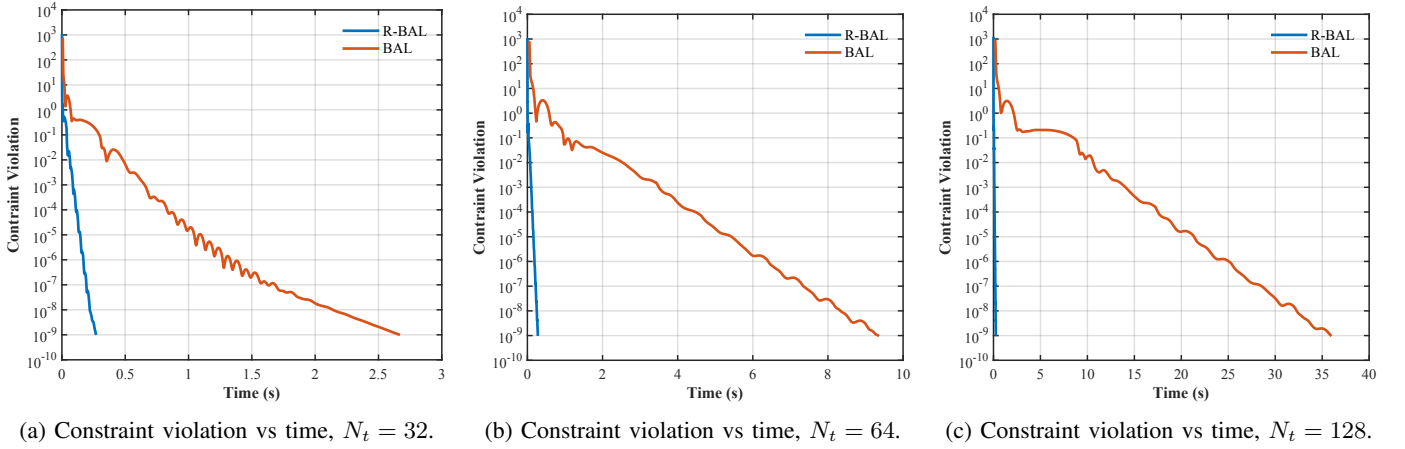 R-BAL
BAL
10^3
10^2
10^1
10^0
10^-1
10^-2
10^-3
10^-4
10^-5
10^-6
10^-7
10^-8
10^-9
10^-10
Contraint Violation
0 0.5 1 1.5 2 2.5 3
Time (s)
(a) Constraint violation vs time, N_t = 32.
R-BAL
BAL
10^4
10^3
10^2
10^1
10^0
10^-1
10^-2
10^-3
10^-4
10^-5
10^-6
10^-7
10^-8
10^-9
10^-10
Contraint Violation
0 2 4 6 8 10
Time (s)
(b) Constraint violation vs time, N_t = 64.
R-BAL
BAL
10^4
10^3
10^2
10^1
10^0
10^-1
10^-2
10^-3
10^-4
10^-5
10^-6
10^-7
10^-8
10^-9
10^-10
Contraint Violation
0 5 10 15 20 25 30 35 40
Time (s)
(c) Constraint violation vs time, N_t = 128.